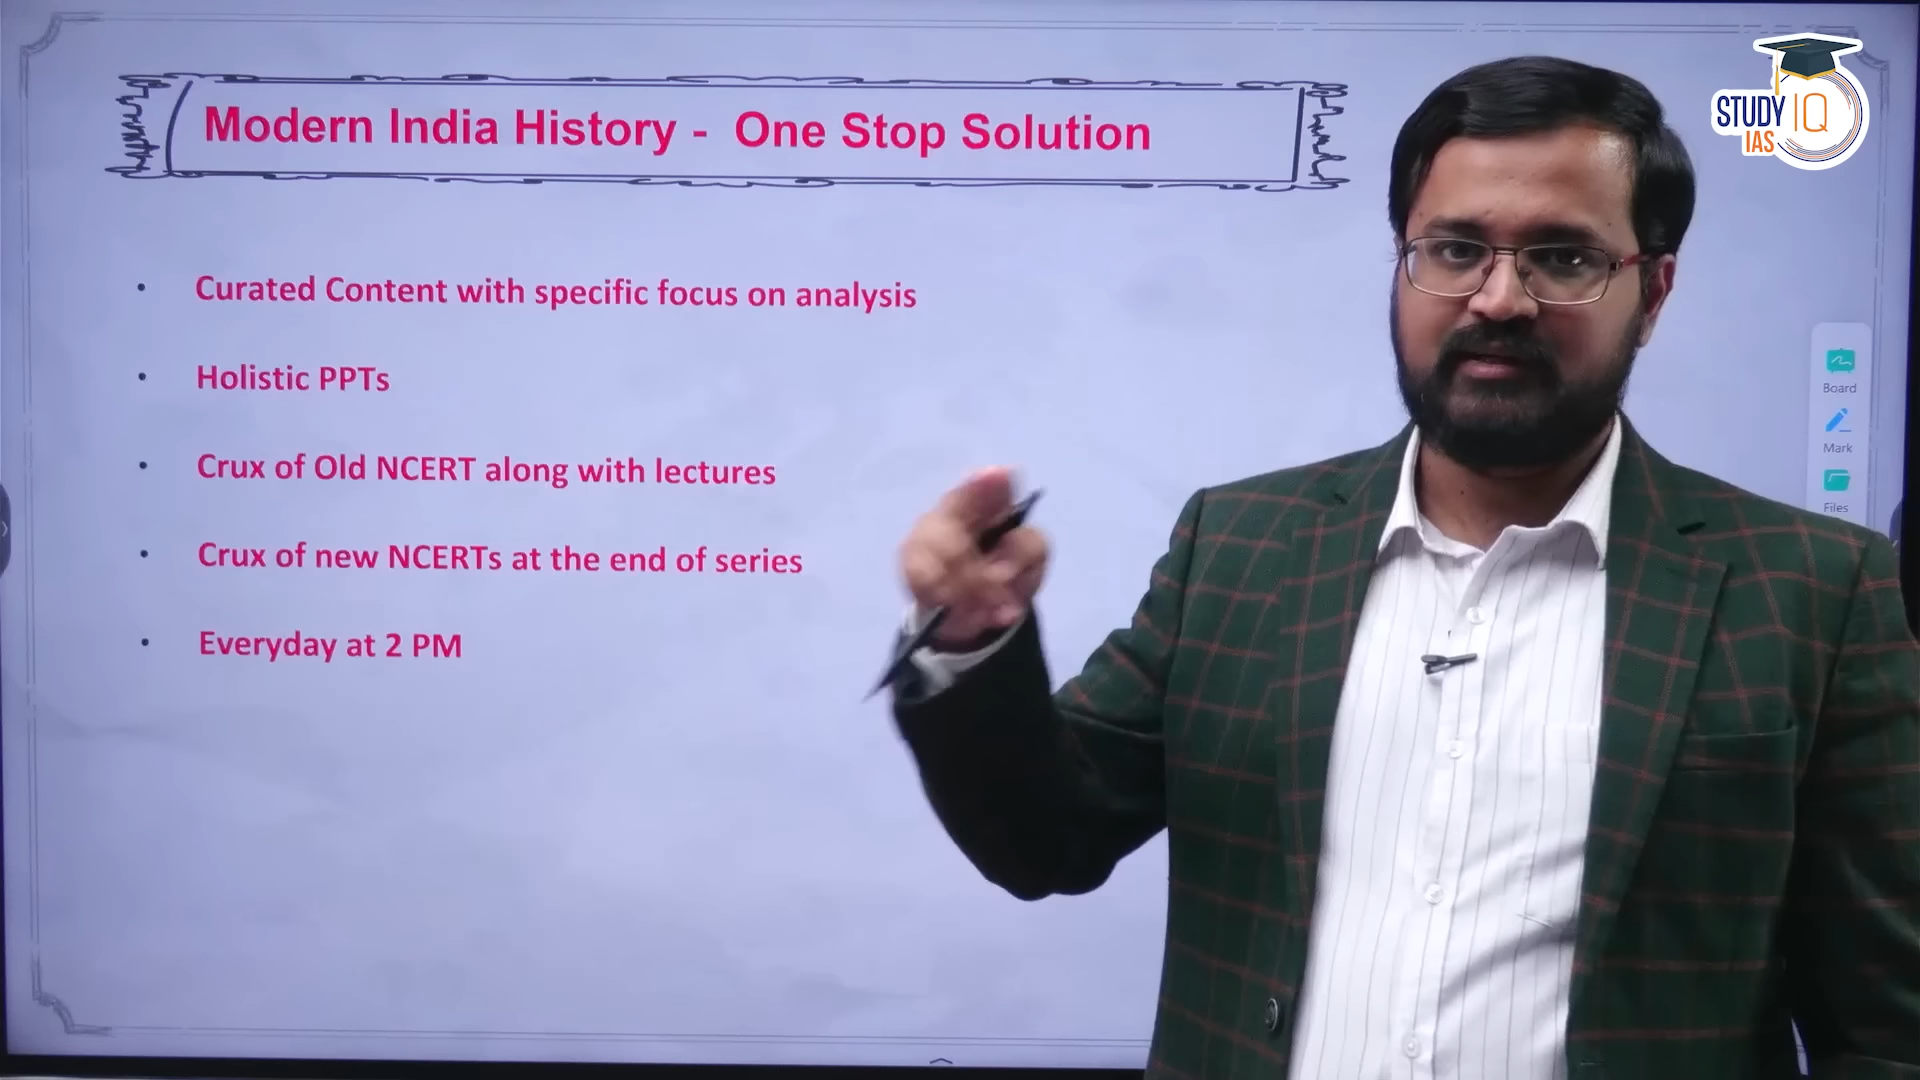 Modern India History - One Stop Solution
STUDY IQ
IAS
• Curated Content with specific focus on analysis
• Holistic PPTs
• Crux of Old NCERT along with lectures
• Crux of new NCERTs at the end of series
• Everyday at 2 PM
Board
Mark
Files